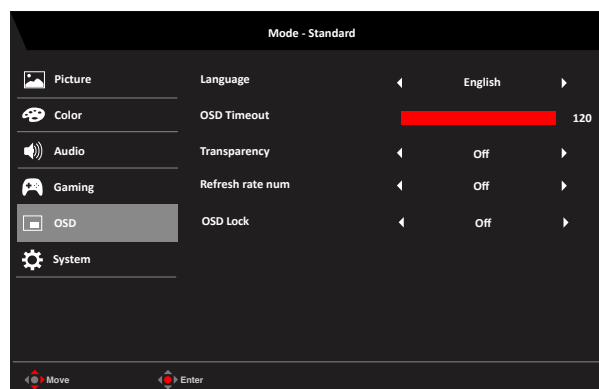 Mode - Standard
Picture
Language English
Color
OSD Timeout 120
Audio
Transparency Off
Gaming
Refresh rate num Off
OSD
OSD Lock Off
System
Move Enter